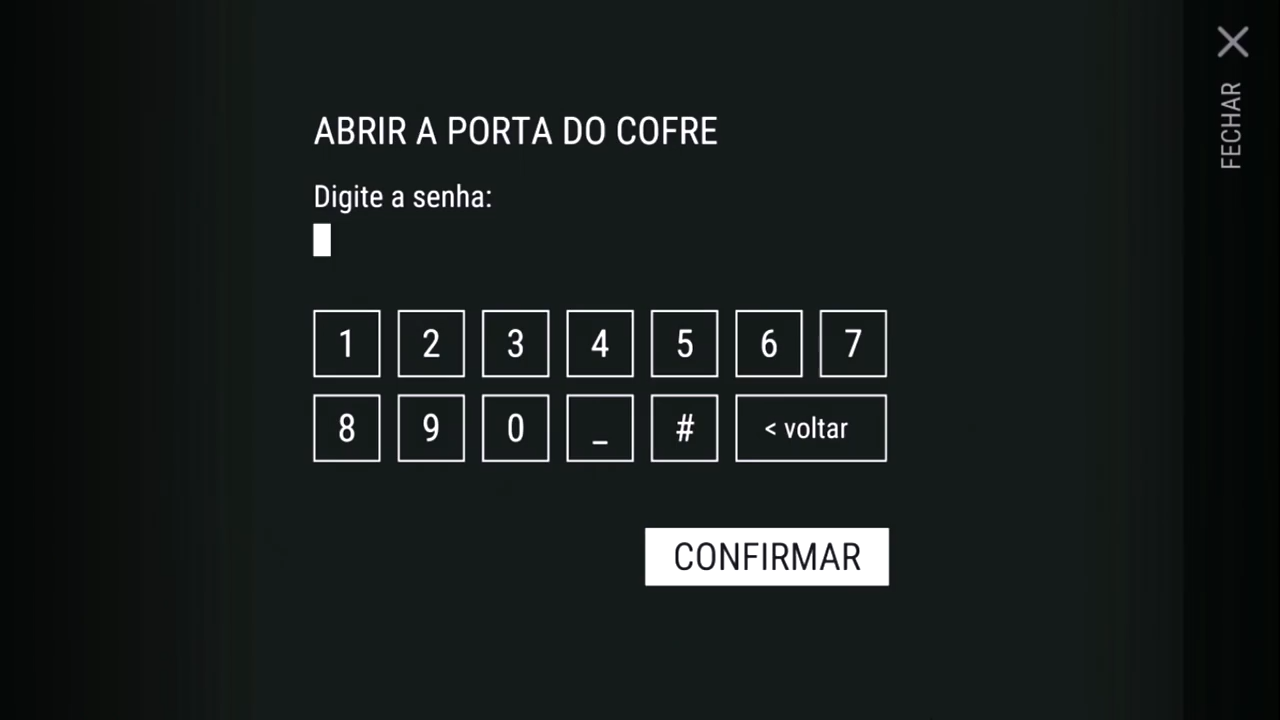 ABRIR A PORTA DO COFRE
Digite a senha:
1 2 3 4 5 6 7
8 9 0 _ # < voltar
CONFIRMAR
FECHAR